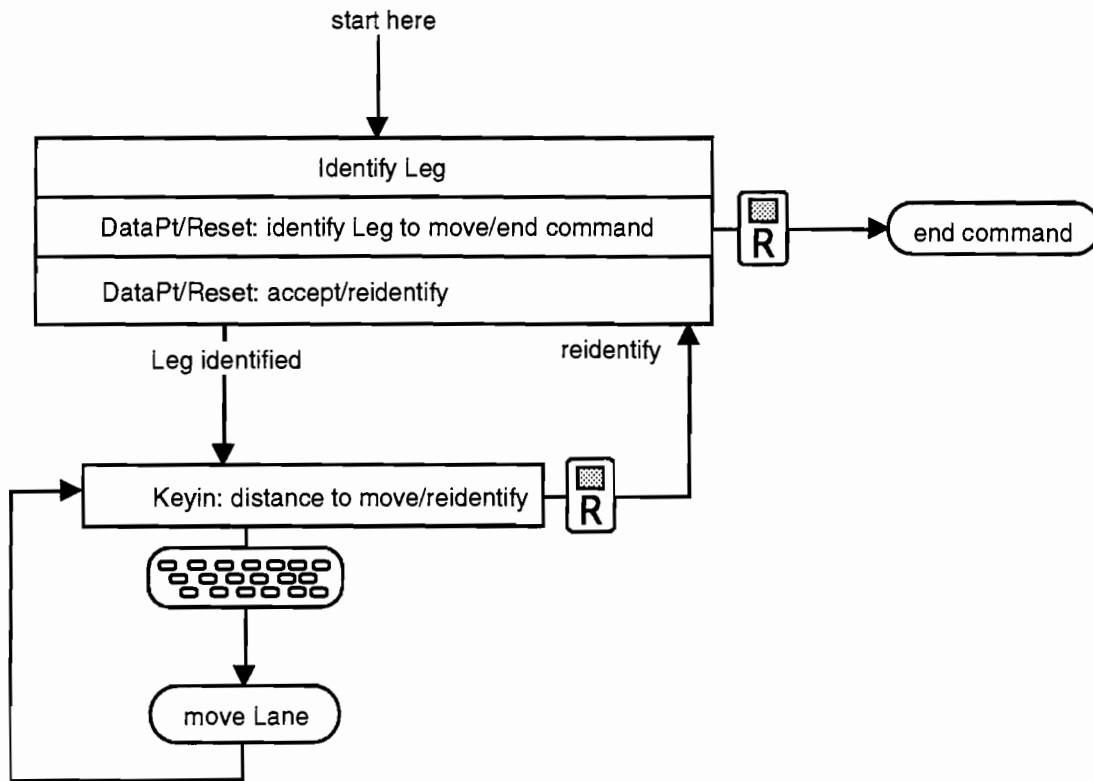 start here
Identify Leg
DataPt/Reset: identify Leg to move/end command
R
end command
DataPt/Reset: accept/reidentify
Leg identified
reidentify
Keyin: distance to move/reidentify
R
move Lane